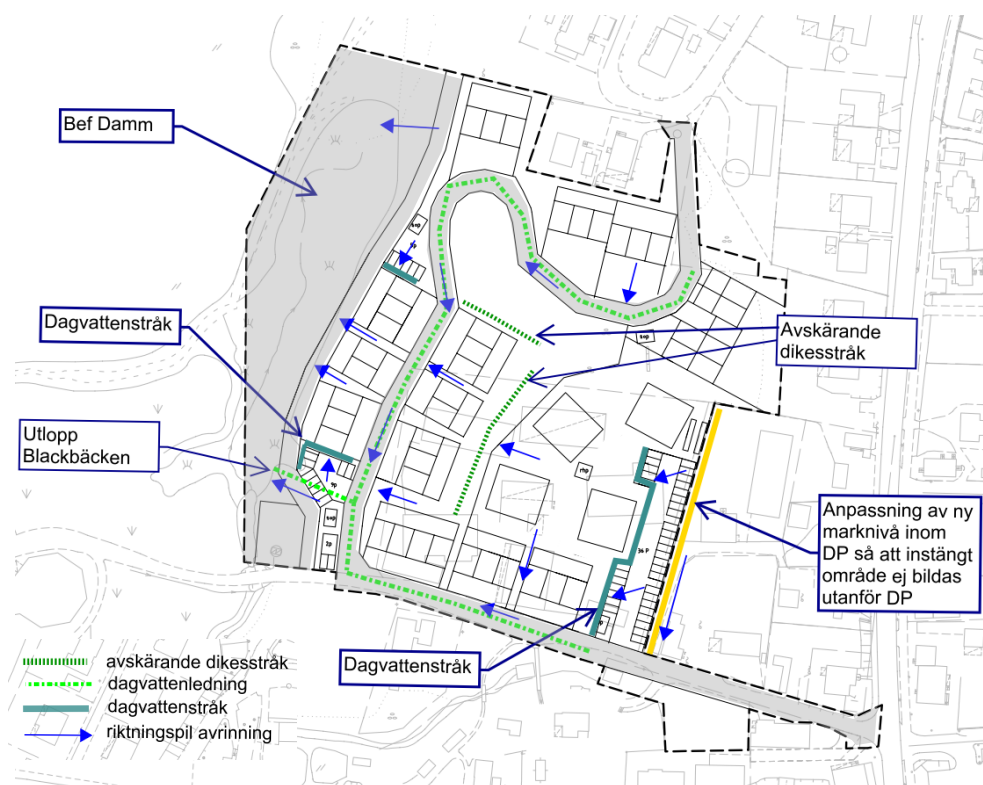 Bef Damm
Dagvattenstråk
Utlopp
Blackbäcken
Avskärande
dikesstråk
Anpassning av ny
marknivå inom
DP så att instängt
område ej bildas
utanför DP
Dagvattenstråk
36 P
avskärande dikesstråk
dagvattenledning
dagvattenstråk
riktningspil avrinning